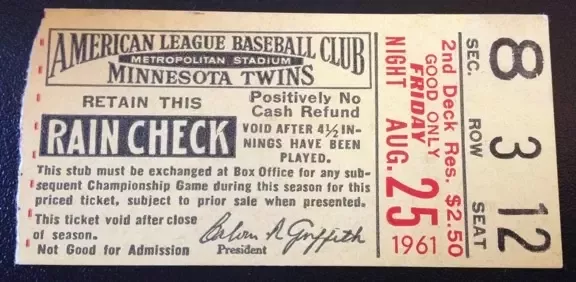 AMERICAN LEAGUE BASEBALL CLUB
METROPOLITAN STADIUM
MINNESOTA TWINS
RETAIN THIS
RAIN CHECK
Positively No
Cash Refund
VOID AFTER 4½ IN-
NINGS HAVE BEEN
PLAYED.
This stub must be exchanged at Box Office for any sub-
sequent Championship Game during this season for this
priced ticket, subject to prior sale when presented.
This ticket void after close
of season.
Not Good for Admission
Calvin R Griffith
President
NIGHT AUG. 25 1961
GOOD ONLY
FRIDAY
2nd Deck Res. $2.50
SEC. 8
ROW 3
SEAT 12